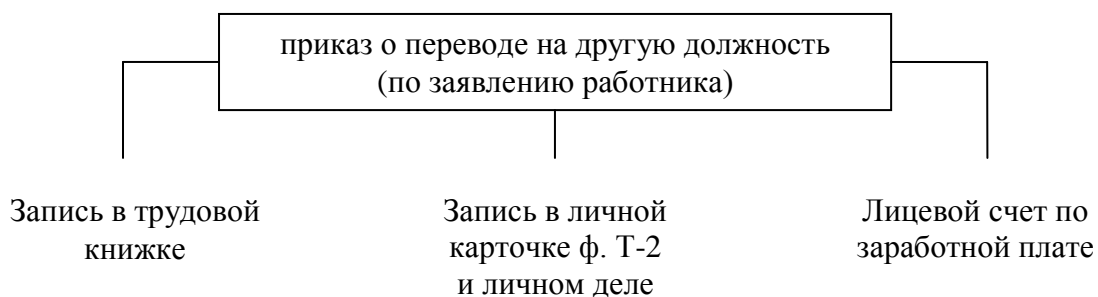 приказ о переводе на другую должность
(по заявлению работника)
Запись в трудовой
книжке
Запись в личной
карточке ф. Т-2
и личном деле
Лицевой счет по
заработной плате